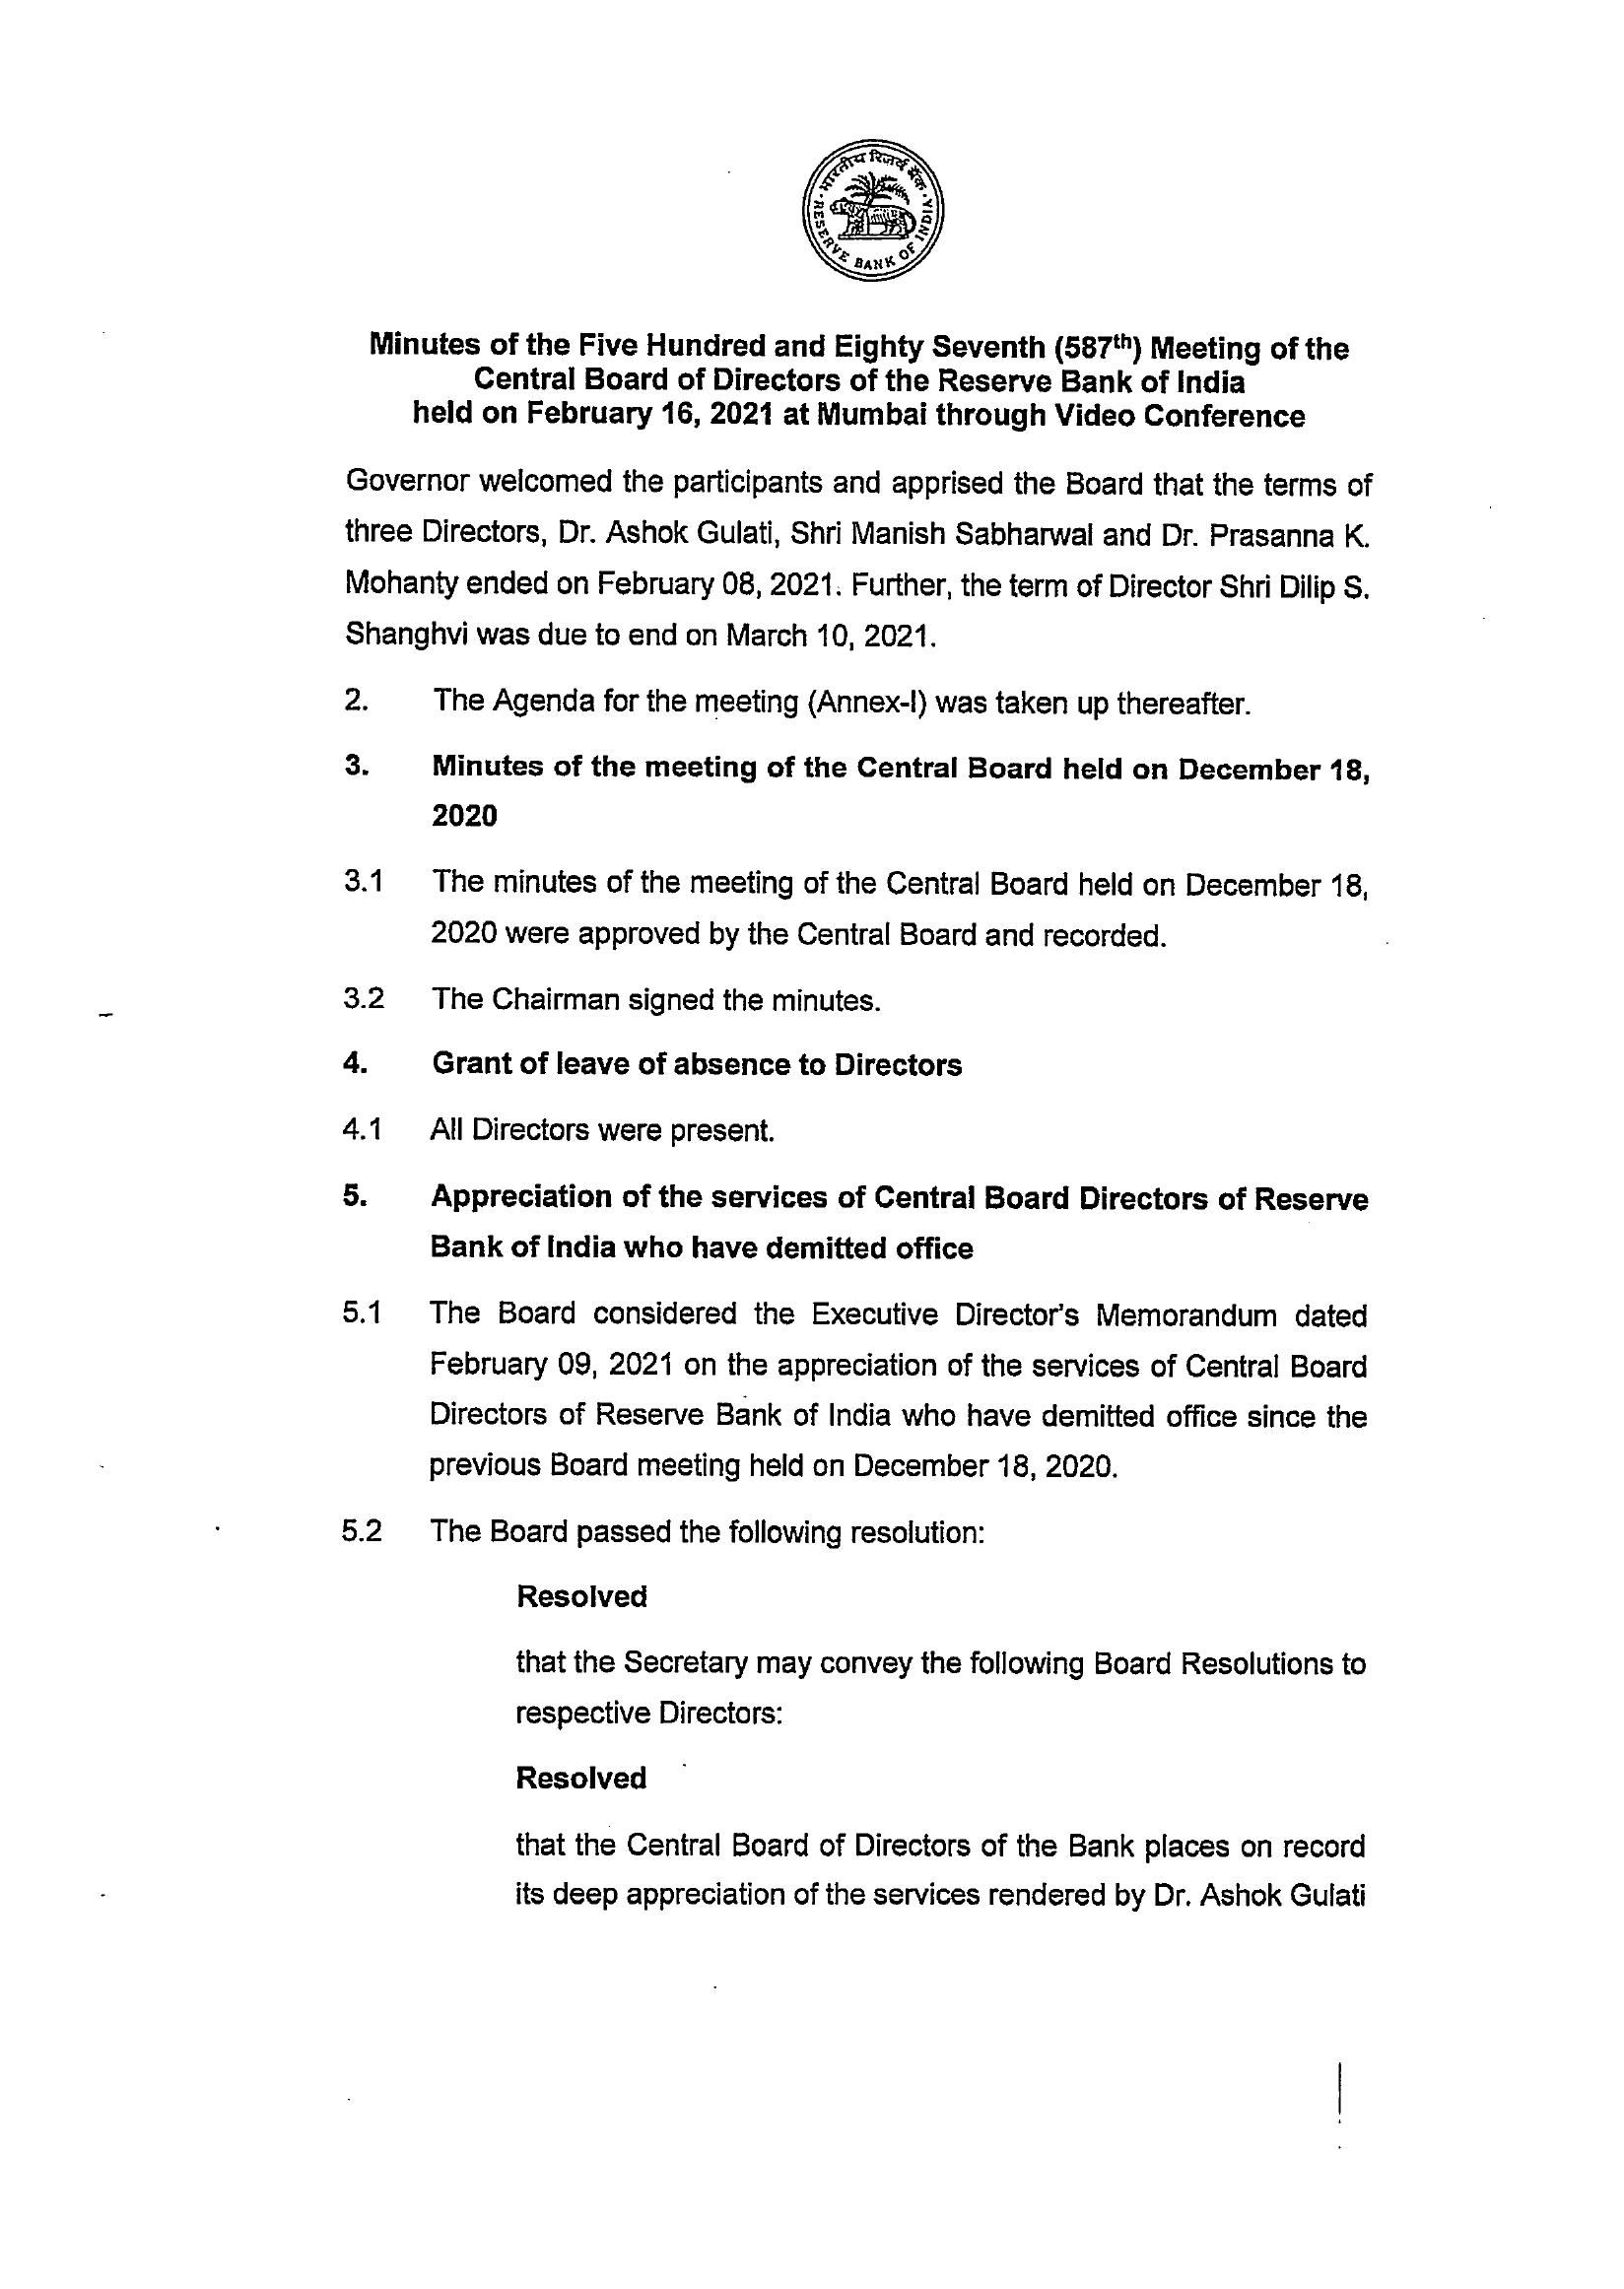 भारतीय रिज़र्व बैंक
RESERVE BANK OF INDIA
Minutes of the Five Hundred and Eighty Seventh (587th) Meeting of the
Central Board of Directors of the Reserve Bank of India
held on February 16, 2021 at Mumbai through Video Conference
Governor welcomed the participants and apprised the Board that the terms of
three Directors, Dr. Ashok Gulati, Shri Manish Sabharwal and Dr. Prasanna K.
Mohanty ended on February 08, 2021. Further, the term of Director Shri Dilip S.
Shanghvi was due to end on March 10, 2021.
2. The Agenda for the meeting (Annex-I) was taken up thereafter.
3. Minutes of the meeting of the Central Board held on December 18,
2020
3.1 The minutes of the meeting of the Central Board held on December 18,
2020 were approved by the Central Board and recorded.
3.2 The Chairman signed the minutes.
4. Grant of leave of absence to Directors
4.1 All Directors were present.
5. Appreciation of the services of Central Board Directors of Reserve
Bank of India who have demitted office
5.1 The Board considered the Executive Director's Memorandum dated
February 09, 2021 on the appreciation of the services of Central Board
Directors of Reserve Bank of India who have demitted office since the
previous Board meeting held on December 18, 2020.
5.2 The Board passed the following resolution:
Resolved
that the Secretary may convey the following Board Resolutions to
respective Directors:
Resolved
that the Central Board of Directors of the Bank places on record
its deep appreciation of the services rendered by Dr. Ashok Gulati